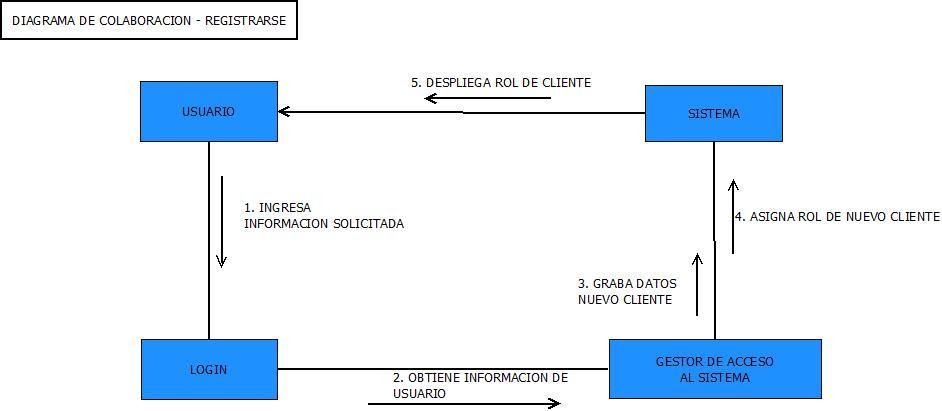 DIAGRAMA DE COLABORACION - REGISTRARSE
5. DESPLIEGA ROL DE CLIENTE
USUARIO
SISTEMA
1. INGRESA
INFORMACION SOLICITADA
4. ASIGNA ROL DE NUEVO CLIENTE
3. GRABA DATOS
NUEVO CLIENTE
LOGIN
GESTOR DE ACCESO
AL SISTEMA
2. OBTIENE INFORMACION DE
USUARIO